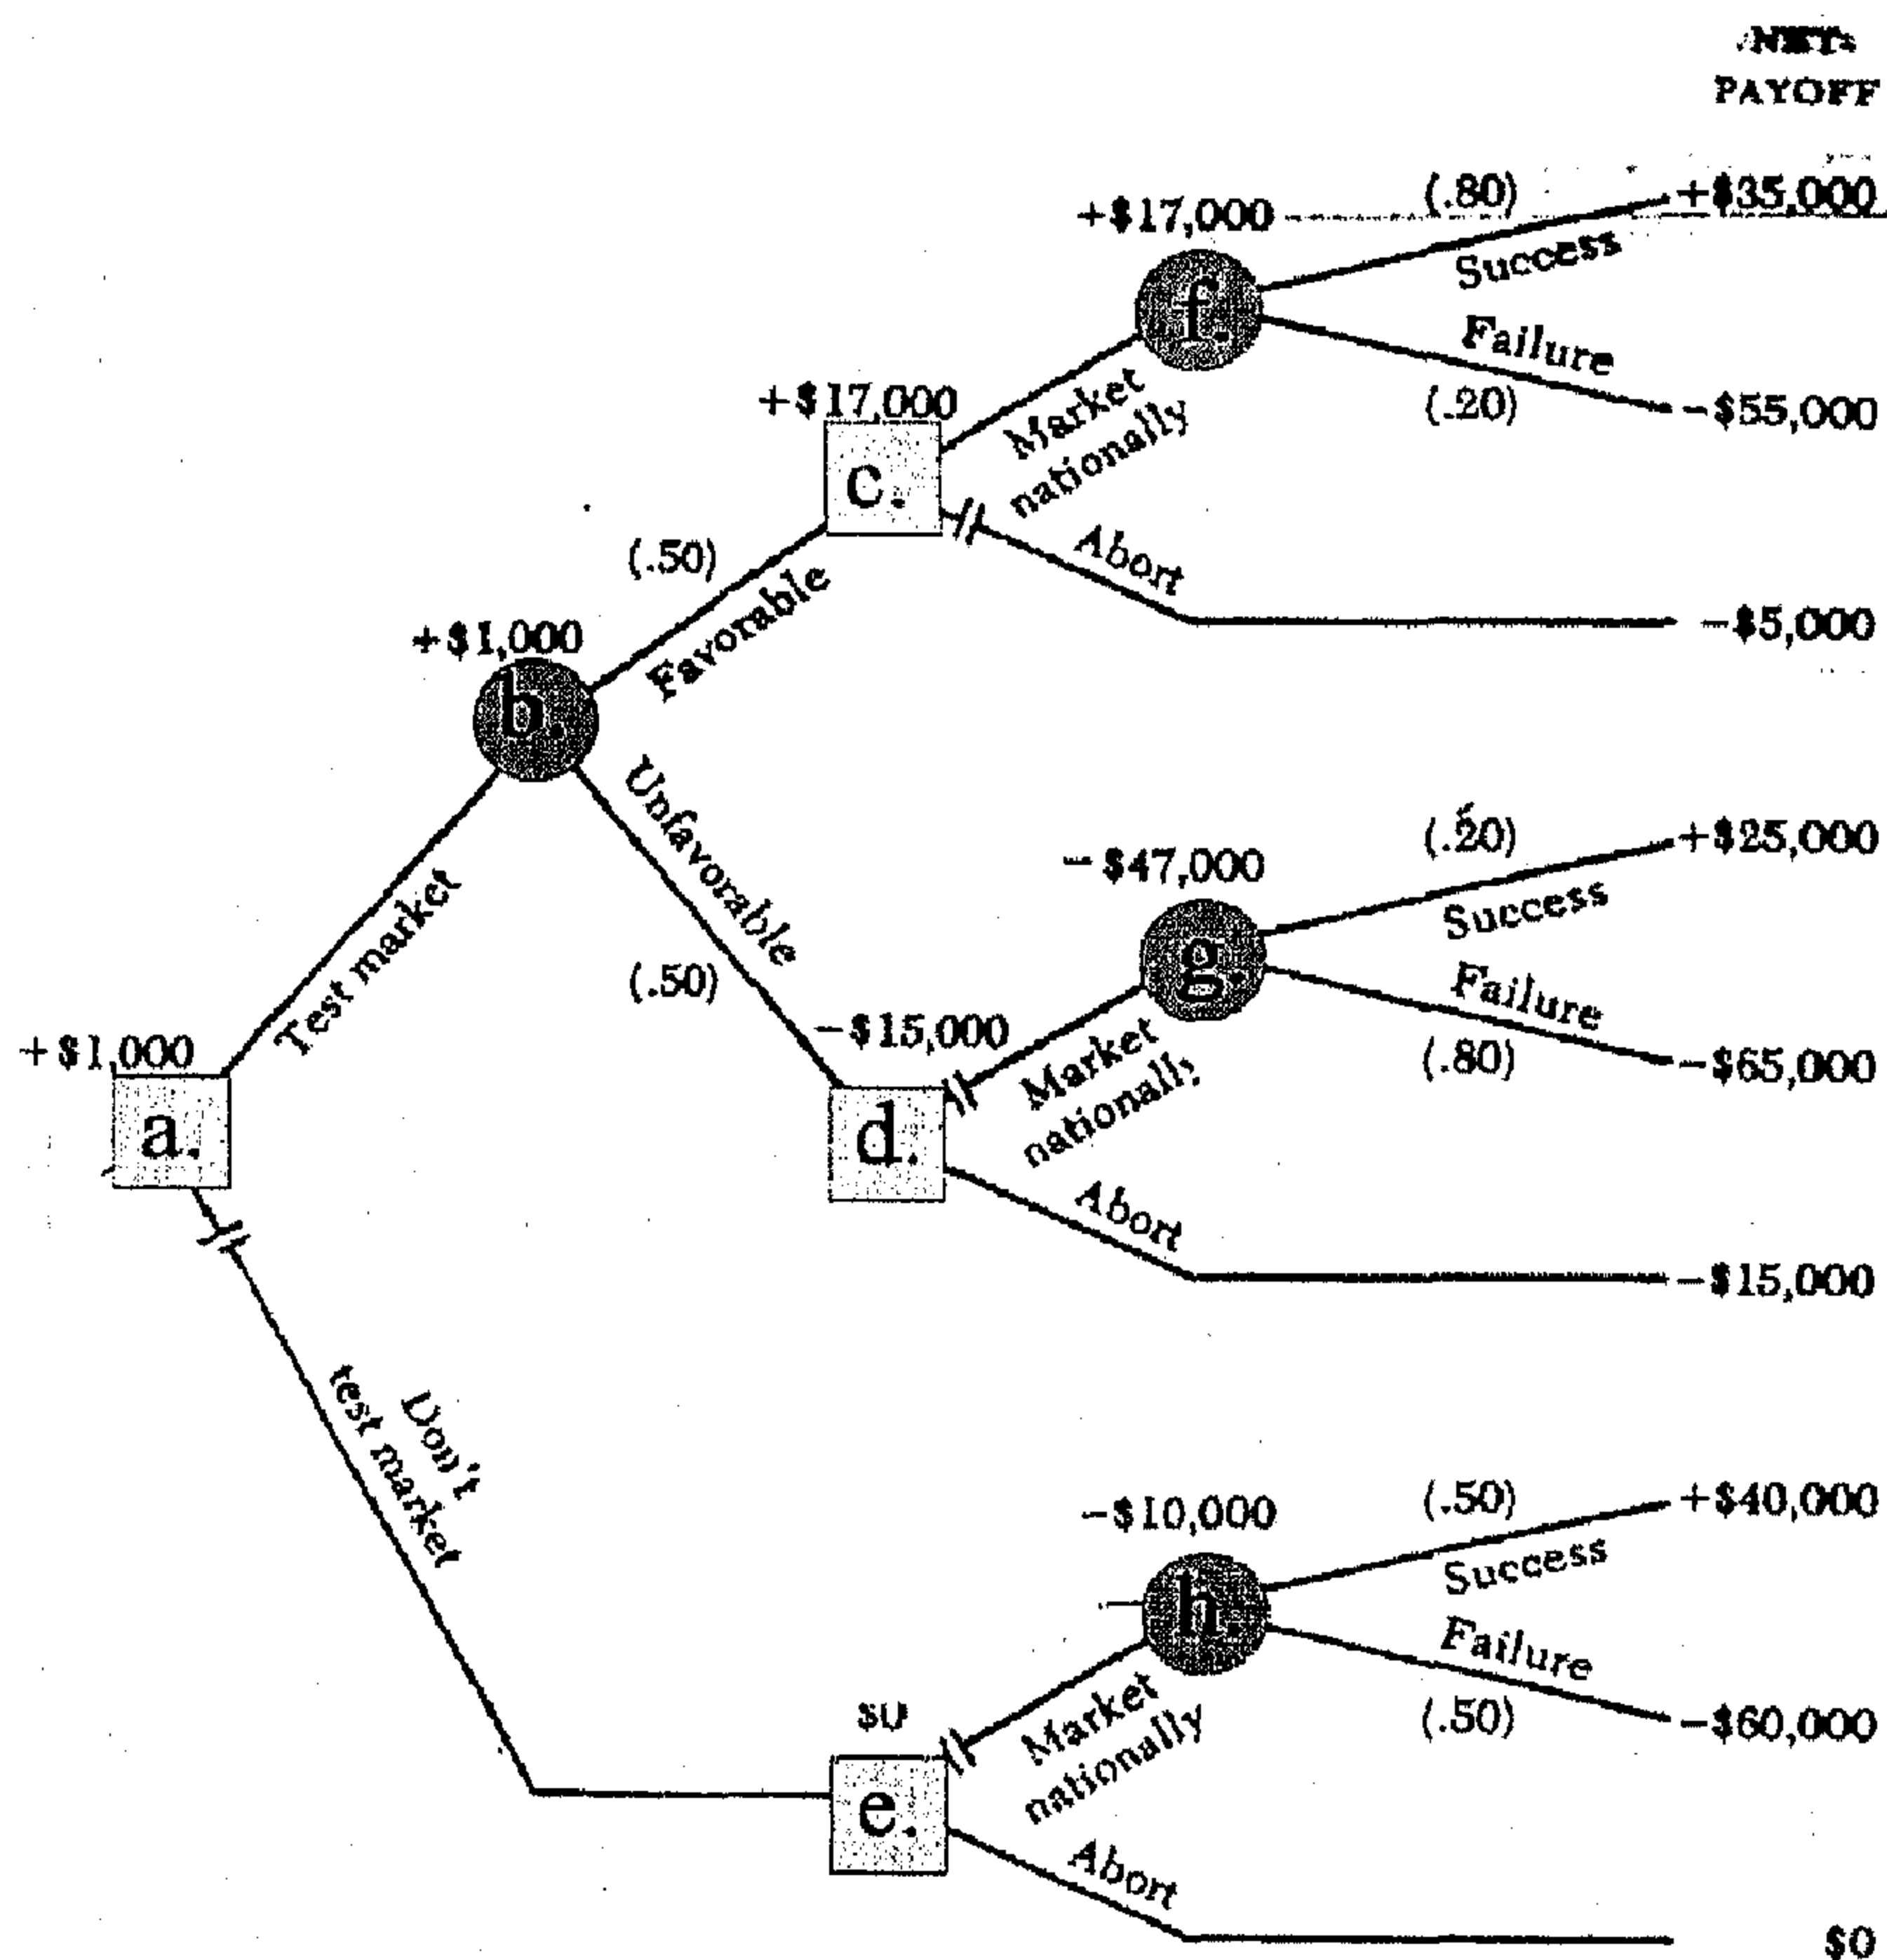 NET
PAYOFF
(.80)
+$35,000
+$17,000
Success
f.
Failure
+$17,000
(.20)
-$55,000
Market
nationally
c.
Abort
(.50)
Favorable
-$5,000
+$1,000
b.
Unfavorable
(.20)
+$25,000
-$47,000
Success
Test market
g.
Failure
(.50)
-$15,000
(.80)
-$65,000
+$1,000
Market
nationally
a.
d.
Abort
-$15,000
Don't
test market
(.50)
+$40,000
-$10,000
Success
h.
Failure
$0
(.50)
-$60,000
Market
nationally
e.
Abort
$0